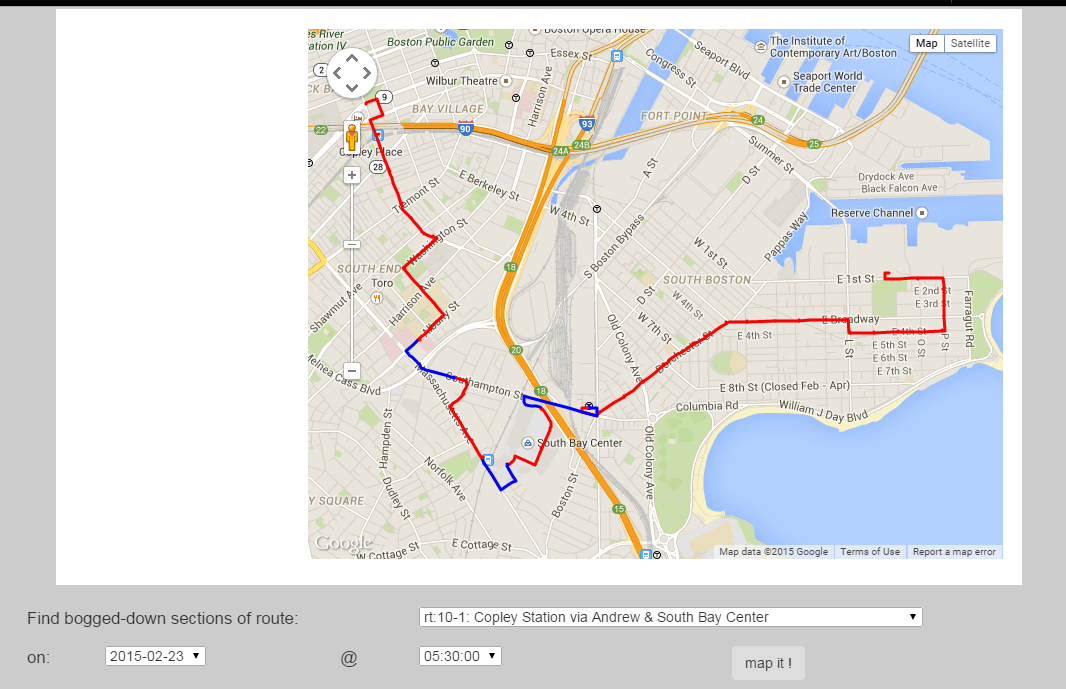 es River
Boston Opera House
ration IV
Boston Public Garden
Essex St
The Institute of
Contemporary Art/Boston
Map
Satellite
Seaport Blvd
Congress St
2
Wilbur Theatre
Seaport World
Trade Center
9
Harrison Ave
BAY VILLAGE
FORT POINT
22
90
93
24
24A
24B
25
Copley Place
Summer St
28
A St
D St
Drydock Ave
Black Falcon Ave
E Berkeley St
Tremont St
W 4th St
Reserve Channel
Washington St
S Boston Bypass
Pappas Way
W 1st St
SOUTH END
18
SOUTH BOSTON
E 1st St
Toro
Harrison Ave
Shawmut Ave
D St
W 4th St
E 2nd St
E 3rd St
Farragut Rd
Albany St
W 7th St
Old Colony Ave
E Broadway
Dorchester St
E 4th St
E 4th St
L St
E 5th St
O St
P St
E 6th St
E 7th St
20
Melnea Cass Blvd
Massachusetts Ave
Southampton St
18
E 8th St (Closed Feb - Apr)
Columbia Rd
William J Day Blvd
Hampden St
South Bay Center
Old Colony Ave
Norfolk Ave
Dudley St
Boston St
Y SQUARE
15
Google
W Cottage St
E Cottage St
Map data ©2015 Google
Terms of Use
Report a map error
Find bogged-down sections of route:
rt:10-1: Copley Station via Andrew & South Bay Center
on:
2015-02-23
@
05:30:00
map it !